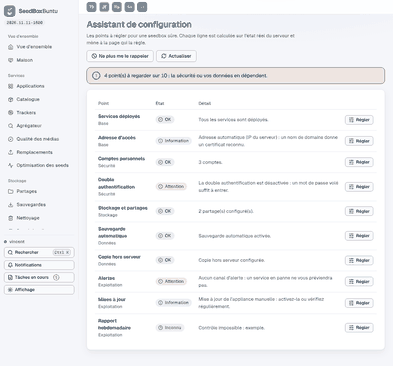 SeedBoxBuntu
2026.11.11-1500
Vue d'ensemble
Vue d'ensemble
Maison
Services
Applications
Catalogue
Trackers
Agrégateur
Qualité des médias
Remplacements
Optimisation des seeds
Stockage
Partages
Sauvegardes
Nettoyage
vincent
Rechercher Ctrl K
Notifications
Tâches en cours
Affichage
Assistant de configuration
Les points à régler pour une seedbox sûre. Chaque ligne est calculée sur l'état réel du serveur et
mène à la page qui la règle.
Ne plus me le rappeler
Actualiser
4 point(s) à regarder sur 10 : la sécurité ou vos données en dépendent.
Point État Détail
Services déployés
Base
OK
Tous les services sont déployés.
Régler
Adresse d'accès
Base
Information
Adresse automatique (IP du serveur) : un nom de domaine donne
un certificat reconnu.
Régler
Comptes personnels
Sécurité
OK
3 comptes.
Régler
Double
authentification
Sécurité
Attention
La double authentification est désactivée : un mot de passe volé
suffit à entrer.
Régler
Stockage et partages
Stockage
OK
2 partage(s) configuré(s).
Régler
Sauvegarde
automatique
Données
OK
Sauvegarde automatique activée.
Régler
Copie hors serveur
Données
OK
Copie hors serveur configurée.
Régler
Alertes
Exploitation
Attention
Aucun canal d'alerte : un service en panne ne vous préviendra
pas.
Régler
Mises à jour
Exploitation
Information
Mise à jour de l'appliance manuelle : activez-la ou vérifiez
régulièrement.
Régler
Rapport
hebdomadaire
Exploitation
Inconnu
Contrôle impossible : exemple.
Régler